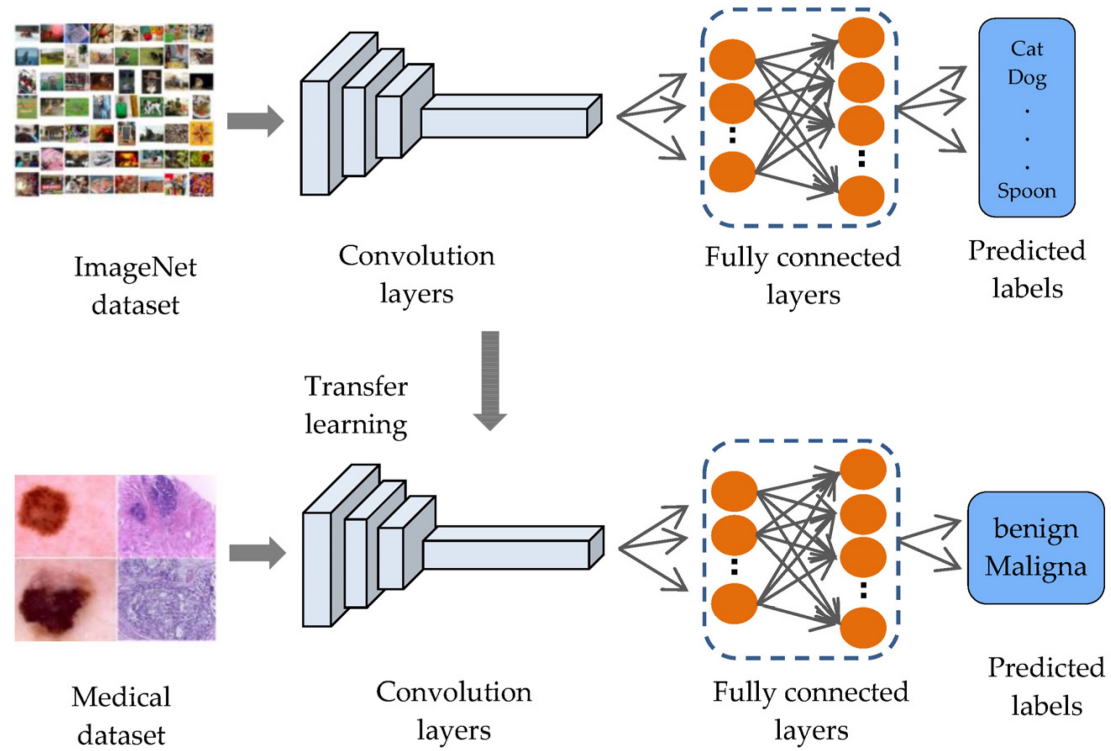 Cat
Dog
.
.
.
Spoon
ImageNet
dataset
Convolution
layers
Fully connected
layers
Predicted
labels
Transfer
learning
benign
Maligna
Medical
dataset
Convolution
layers
Fully connected
layers
Predicted
labels